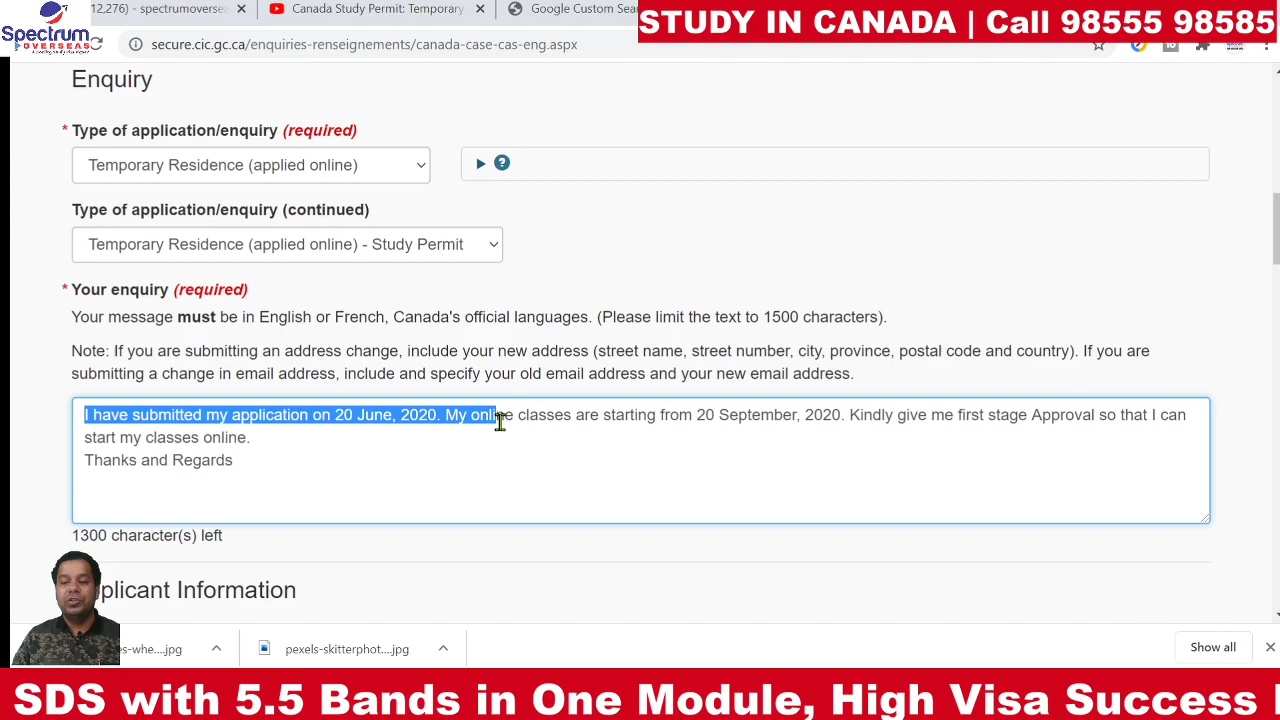 12,276) - spectrumoversea
Canada Study Permit: Temporary
Google Custom Sear
STUDY IN CANADA | Call 98555 98585
Spectrum
OVERSEAS
secure.cic.gc.ca/enquiries-renseignements/canada-case-cas-eng.aspx
Enquiry
* Type of application/enquiry (required)
Temporary Residence (applied online)
?
Type of application/enquiry (continued)
Temporary Residence (applied online) - Study Permit
* Your enquiry (required)
Your message must be in English or French, Canada's official languages. (Please limit the text to 1500 characters).
Note: If you are submitting an address change, include your new address (street name, street number, city, province, postal code and country). If you are
submitting a change in email address, include and specify your old email address and your new email address.
I have submitted my application on 20 June, 2020. My online classes are starting from 20 September, 2020. Kindly give me first stage Approval so that I can
start my classes online.
Thanks and Regards
1300 character(s) left
plicant Information
es-whe....jpg
pexels-skitterphot....jpg
Show all
SDS with 5.5 Bands in One Module, High Visa Success